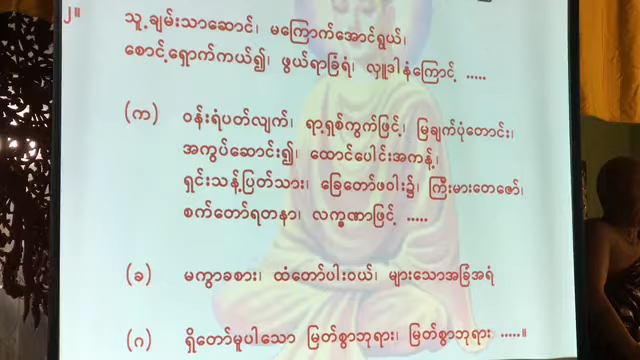 ၂။ သူ့ချမ်းသာဆောင်၊ မကြောက်အောင်ရွယ်၊
စောင့်ရှောက်ကယ်၍၊ ဖွယ်ရာခြံရံ၊ လှူဒါနံကြောင့် .....
(က) ဝန်းရံပတ်လျက်၊ ရာ့ရှစ်ကွက်ဖြင့်၊ မြချက်ပုံတောင်း၊
အကွပ်ဆောင်း၍၊ ထောင်ပေါင်းအကန့်၊
ရှင်းသန့်ပြတ်သား၊ ခြေတော်ဖဝါး၌၊ ကြီးမားတေဇော်၊
စက်တော်ရတနာ၊ လက္ခဏာဖြင့် .....
(ခ) မကွာခစား၊ ထံတော်ပါးဝယ်၊ များသောအခြံအရံ
(ဂ) ရှိတော်မူပါသော မြတ်စွာဘုရား၊ မြတ်စွာဘုရား .....။